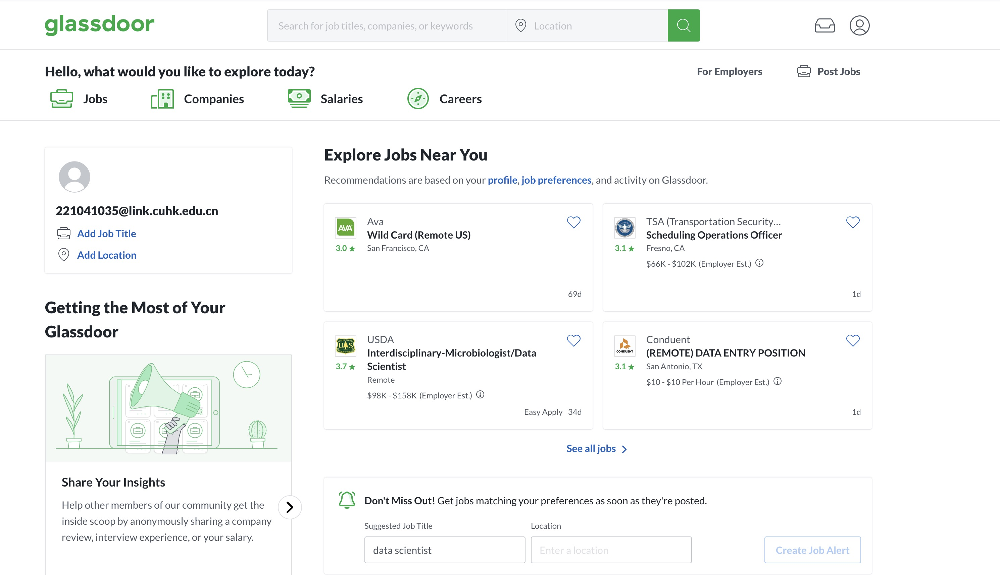 glassdoor
Search for job titles, companies, or keywords
Location
Hello, what would you like to explore today?
For Employers
Post Jobs
Jobs
Companies
Salaries
Careers
221041035@link.cuhk.edu.cn
Add Job Title
Add Location
Getting the Most of Your
Glassdoor
Share Your Insights
Help other members of our community get the
inside scoop by anonymously sharing a company
review, interview experience, or your salary.
Explore Jobs Near You
Recommendations are based on your profile, job preferences, and activity on Glassdoor.
AVA
3.0 ★
Ava
Wild Card (Remote US)
San Francisco, CA
69d
3.1 ★
TSA (Transportation Security...
Scheduling Operations Officer
Fresno, CA
$66K - $102K (Employer Est.)
1d
FOREST SERVICE
UAS
3.7 ★
USDA
Interdisciplinary-Microbiologist/Data
Scientist
Remote
$98K - $158K (Employer Est.)
Easy Apply 34d
CONDUENT
3.1 ★
Conduent
(REMOTE) DATA ENTRY POSITION
San Antonio, TX
$10 - $10 Per Hour (Employer Est.)
1d
See all jobs
Don't Miss Out! Get jobs matching your preferences as soon as they're posted.
Suggested Job Title
Location
data scientist
Enter a location
Create Job Alert